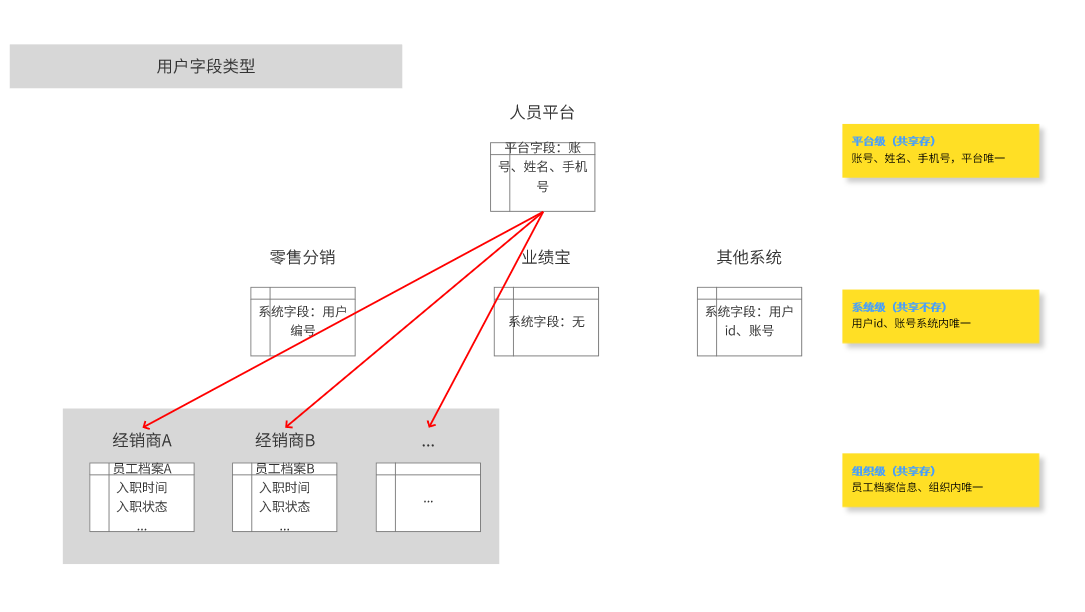 用户字段类型
人员平台
平台字段：账
号、姓名、手机
号
平台级（共享存）
账号、姓名、手机号，平台唯一
零售分销
业绩宝
其他系统
系统字段：用户
编号
系统字段：无
系统字段：用户
id、账号
系统级（共享不存）
用户id、账号系统内唯一
经销商A
经销商B
...
员工档案A
入职时间
入职状态
...
员工档案B
入职时间
入职状态
...
...
组织级（共享存）
员工档案信息、组织内唯一